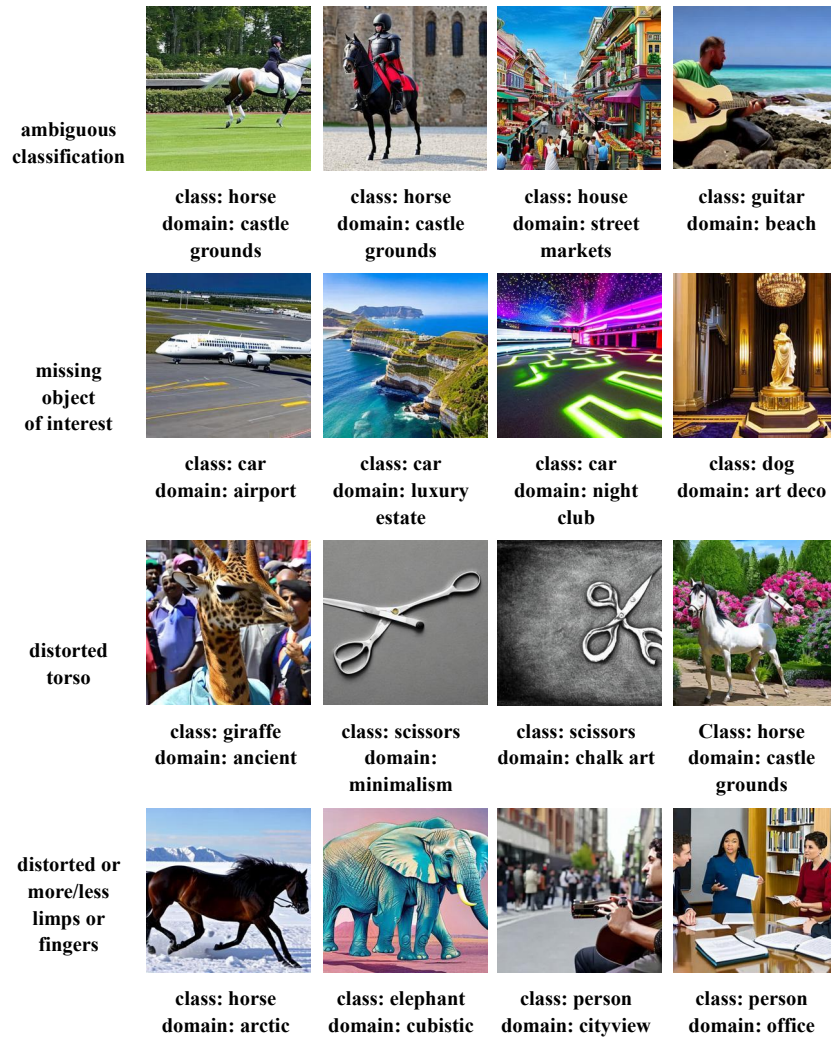 ambiguous
classification
class: horse
domain: castle
grounds
class: horse
domain: castle
grounds
class: house
domain: street
markets
class: guitar
domain: beach
missing
object
of interest
class: car
domain: airport
class: car
domain: luxury
estate
class: car
domain: night
club
class: dog
domain: art deco
distorted
torso
class: giraffe
domain: ancient
class: scissors
domain:
minimalism
class: scissors
domain: chalk art
Class: horse
domain: castle
grounds
distorted or
more/less
limps or
fingers
class: horse
domain: arctic
class: elephant
domain: cubistic
class: person
domain: cityview
class: person
domain: office